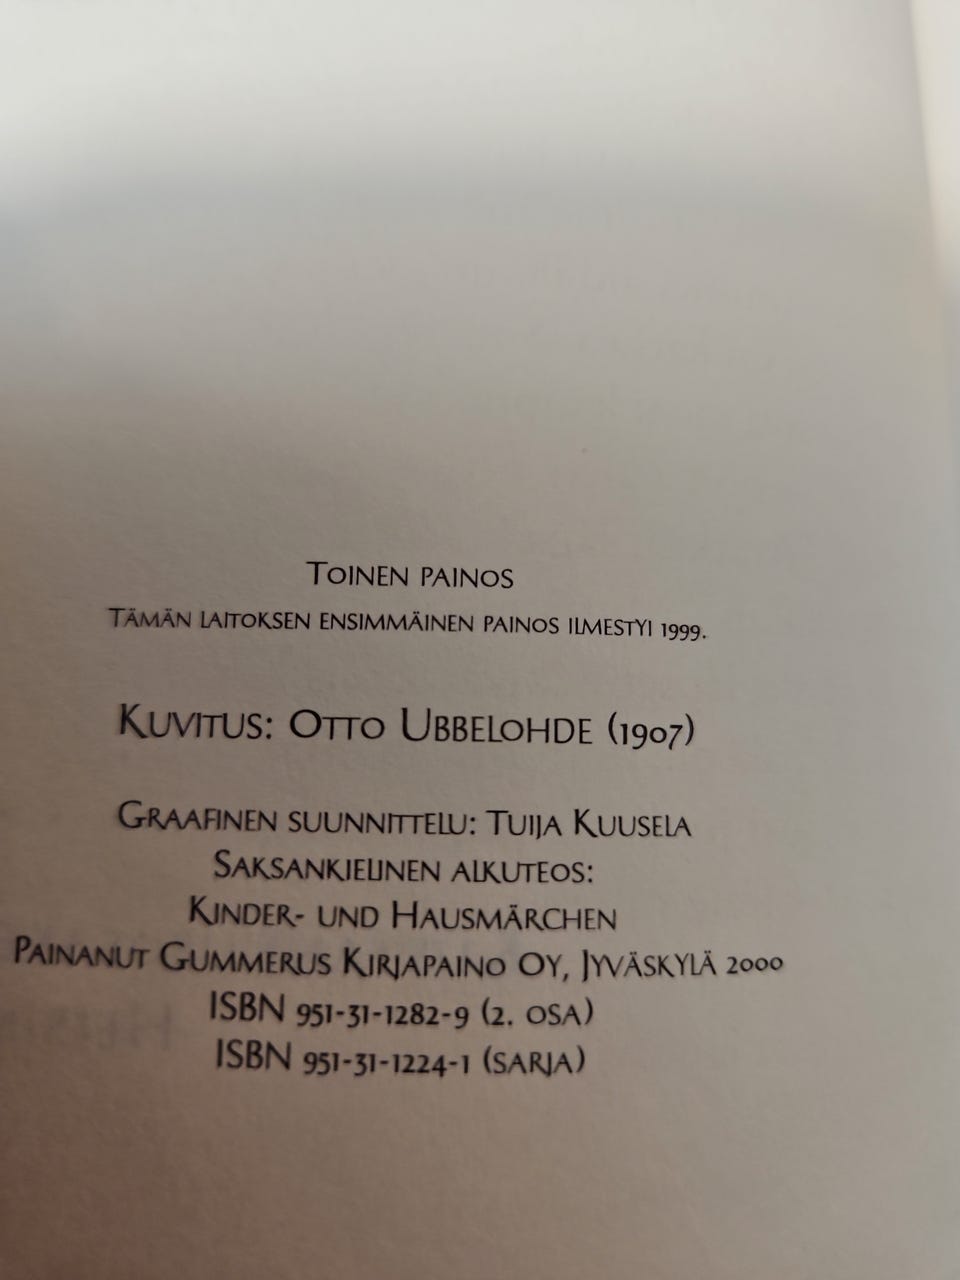 Toinen painos
Tämän laitoksen ensimmäinen painos ilmestyi 1999.
Kuvitus: Otto Ubbelohde (1907)
Graafinen suunnittelu: Tuija Kuusela
Saksankielinen alkuteos:
Kinder- und Hausmärchen
Painanut Gummerus Kirjapaino Oy, Jyväskylä 2000
ISBN 951-31-1282-9 (2. osa)
ISBN 951-31-1224-1 (sarja)